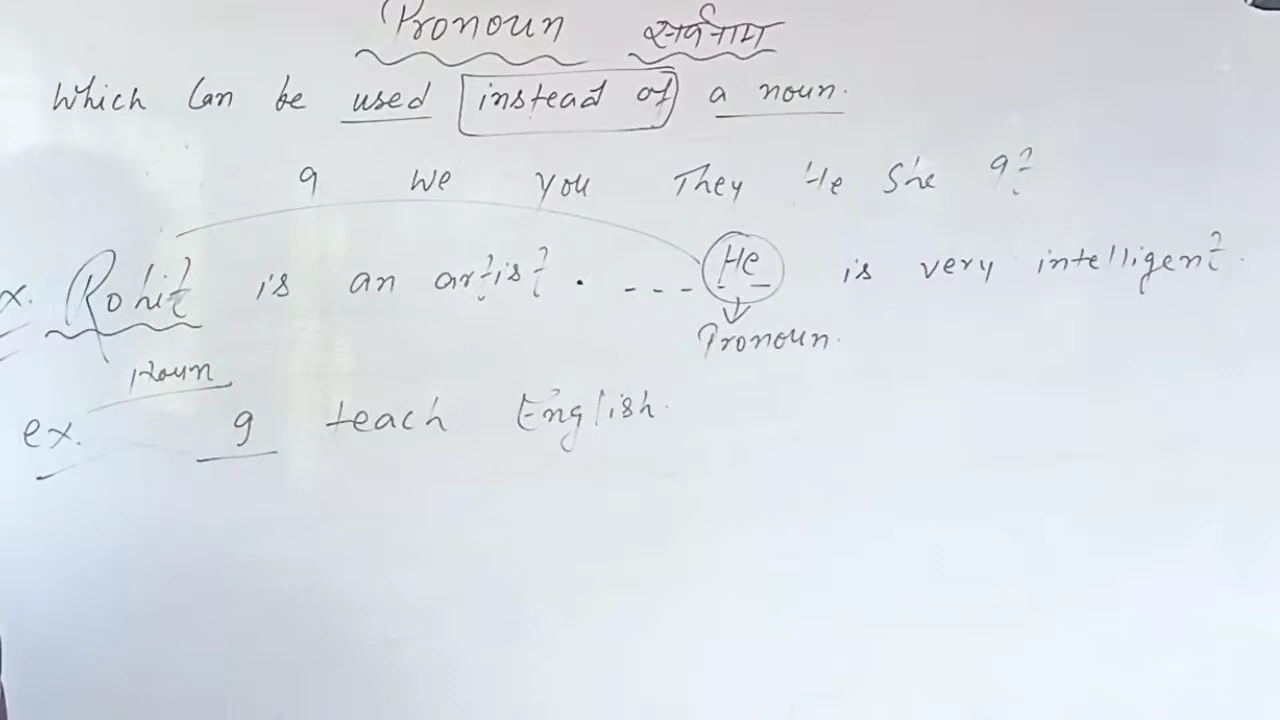 Pronoun सर्वनाम
Which Can be used instead of a noun.
I We You They He She It
x. Rohit is an artist. - - - He is very intelligent.
Pronoun.
Noun
ex. I teach English.